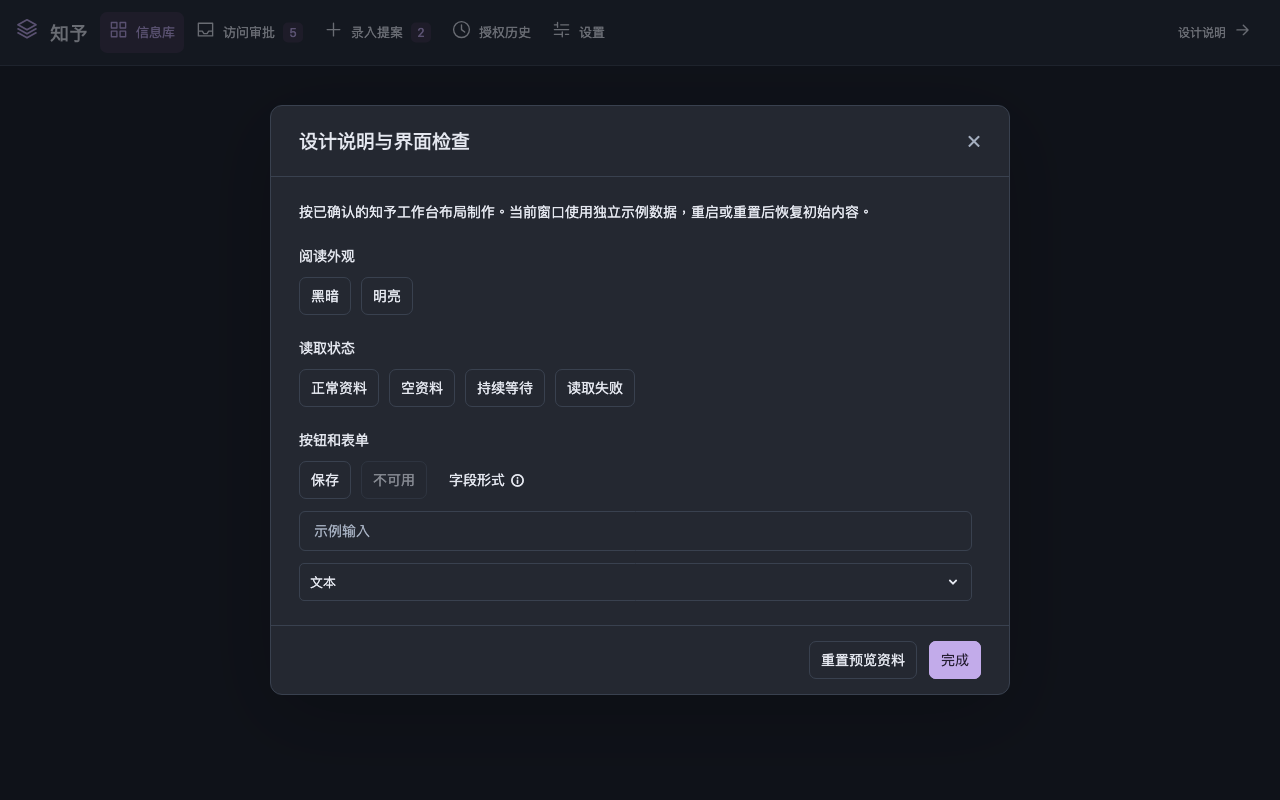 知予
信息库
访问审批 5
录入提案 2
授权历史
设置
设计说明
设计说明与界面检查
按已确认的知予工作台布局制作。当前窗口使用独立示例数据，重启或重置后恢复初始内容。
阅读外观
黑暗 明亮
读取状态
正常资料 空资料 持续等待 读取失败
按钮和表单
保存 不可用 字段形式
示例输入
文本
重置预览资料 完成